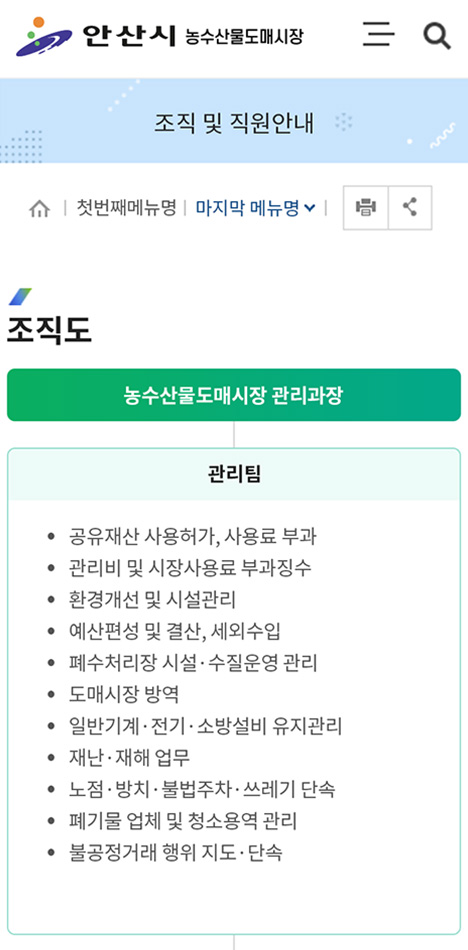 안산시 농수산물도매시장
조직 및 직원안내
첫번째메뉴명 마지막 메뉴명
조직도
농수산물도매시장 관리과장
관리팀
• 공유재산 사용허가, 사용료 부과
• 관리비 및 시장사용료 부과징수
• 환경개선 및 시설관리
• 예산편성 및 결산, 세외수입
• 폐수처리장 시설·수질운영 관리
• 도매시장 방역
• 일반기계·전기·소방설비 유지관리
• 재난·재해 업무
• 노점·방치·불법주차·쓰레기 단속
• 폐기물 업체 및 청소용역 관리
• 불공정거래 행위 지도·단속